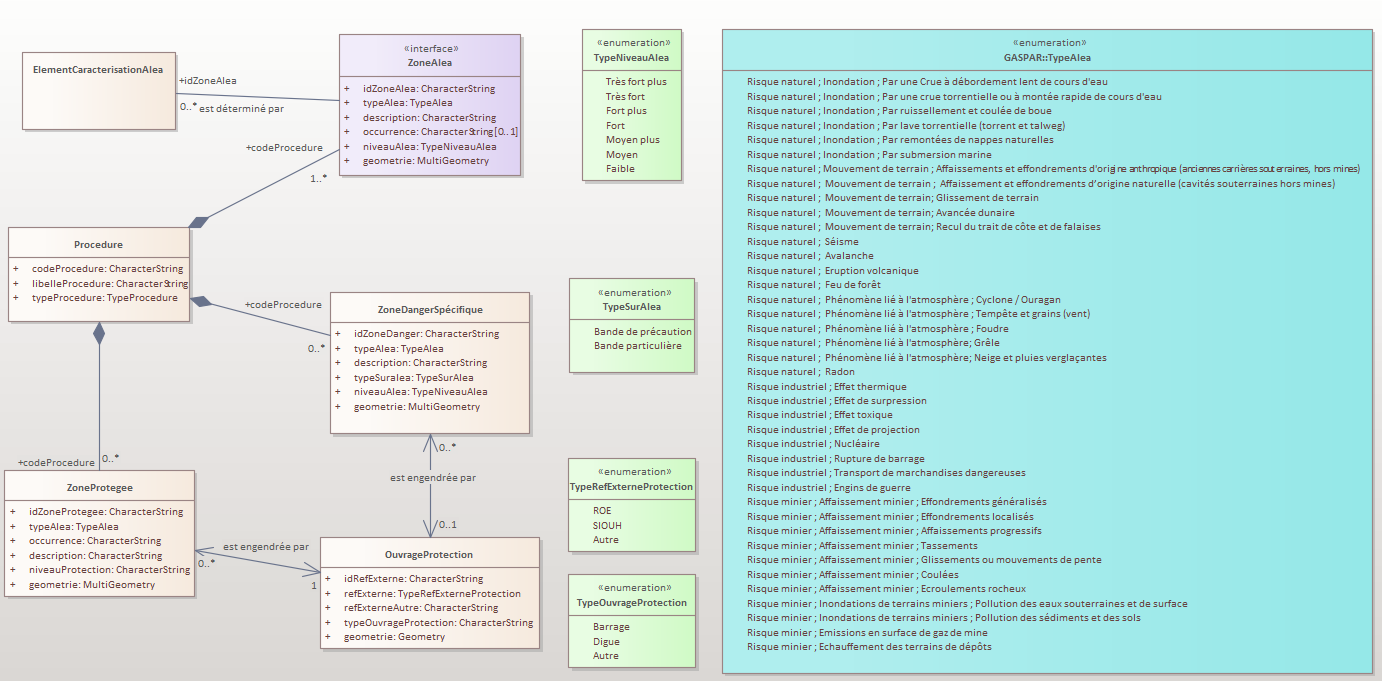 ElementCaracterisationAlea
+idZoneAlea
0..* est déterminé par
«interface»
ZoneAlea
+ idZoneAlea: CharacterString
+ typeAlea: TypeAlea
+ description: CharacterString
+ occurrence: CharacterString [0..1]
+ niveauAlea: TypeNiveauAlea
+ geometrie: MultiGeometry
+codeProcedure
1..*
Procedure
+ codeProcedure: CharacterString
+ libelleProcedure: CharacterString
+ typeProcedure: TypeProcedure
+codeProcedure
0..*
ZoneDangerSpécifique
+ idZoneDanger: CharacterString
+ typeAlea: TypeAlea
+ description: CharacterString
+ typeSuralea: TypeSurAlea
+ niveauAlea: TypeNiveauAlea
+ geometrie: MultiGeometry
0..*
est engendrée par
0..1
+codeProcedure
0..*
ZoneProtegee
+ idZoneProtegee: CharacterString
+ typeAlea: TypeAlea
+ occurrence: CharacterString
+ description: CharacterString
+ niveauProtection: CharacterString
+ geometrie: MultiGeometry
est engendrée par
0..*
1
OuvrageProtection
+ idRefExterne: CharacterString
+ refExterne: TypeRefExterneProtection
+ refExterneAutre: CharacterString
+ typeOuvrageProtection: CharacterString
+ geometrie: Geometry
«enumeration»
TypeNiveauAlea
Très fort plus
Très fort
Fort plus
Fort
Moyen plus
Moyen
Faible
«enumeration»
TypeSurAlea
Bande de précaution
Bande particulière
«enumeration»
TypeRefExterneProtection
ROE
SIOUH
Autre
«enumeration»
TypeOuvrageProtection
Barrage
Digue
Autre
«enumeration»
GASPAR::TypeAlea
Risque naturel ; Inondation ; Par une Crue à débordement lent de cours d'eau
Risque naturel ; Inondation ; Par une crue torrentielle ou à montée rapide de cours d'eau
Risque naturel ; Inondation ; Par ruissellement et coulée de boue
Risque naturel ; Inondation ; Par lave torrentielle (torrent et talweg)
Risque naturel ; Inondation ; Par remontées de nappes naturelles
Risque naturel ; Inondation ; Par submersion marine
Risque naturel ; Mouvement de terrain ; Affaissements et effondrements d'origine anthropique (anciennes carrières souterraines, hors mines)
Risque naturel ; Mouvement de terrain ; Affaissements et effondrements d’origine naturelle (cavités souterraines hors mines)
Risque naturel ; Mouvement de terrain; Glissement de terrain
Risque naturel ; Mouvement de terrain; Avancée dunaire
Risque naturel ; Mouvement de terrain; Recul du trait de côte et de falaises
Risque naturel ; Séisme
Risque naturel ; Avalanche
Risque naturel ; Eruption volcanique
Risque naturel ; Feu de forêt
Risque naturel ; Phénomène lié à l'atmosphère ; Cyclone / Ouragan
Risque naturel ; Phénomène lié à l'atmosphère ; Tempête et grains (vent)
Risque naturel ; Phénomène lié à l'atmosphère ; Foudre
Risque naturel ; Phénomène lié à l'atmosphère; Grêle
Risque naturel ; Phénomène lié à l'atmosphère; Neige et pluies verglaçantes
Risque naturel ; Radon
Risque industriel ; Effet thermique
Risque industriel ; Effet de surpression
Risque industriel ; Effet toxique
Risque industriel ; Effet de projection
Risque industriel ; Nucléaire
Risque industriel ; Rupture de barrage
Risque industriel ; Transport de marchandises dangereuses
Risque industriel ; Engins de guerre
Risque minier ; Affaissement minier ; Effondrements généralisés
Risque minier ; Affaissement minier ; Effondrements localisés
Risque minier ; Affaissement minier ; Affaissements progressifs
Risque minier ; Affaissement minier ; Tassements
Risque minier ; Affaissement minier ; Glissements ou mouvements de pente
Risque minier ; Affaissement minier ; Coulées
Risque minier ; Affaissement minier ; Ecroulements rocheux
Risque minier ; Inondations de terrains miniers ; Pollution des eaux souterraines et de surface
Risque minier ; Inondations de terrains miniers ; Pollution des sédiments et des sols
Risque minier ; Emissions en surface de gaz de mine
Risque minier ; Echauffement des terrains de dépôts